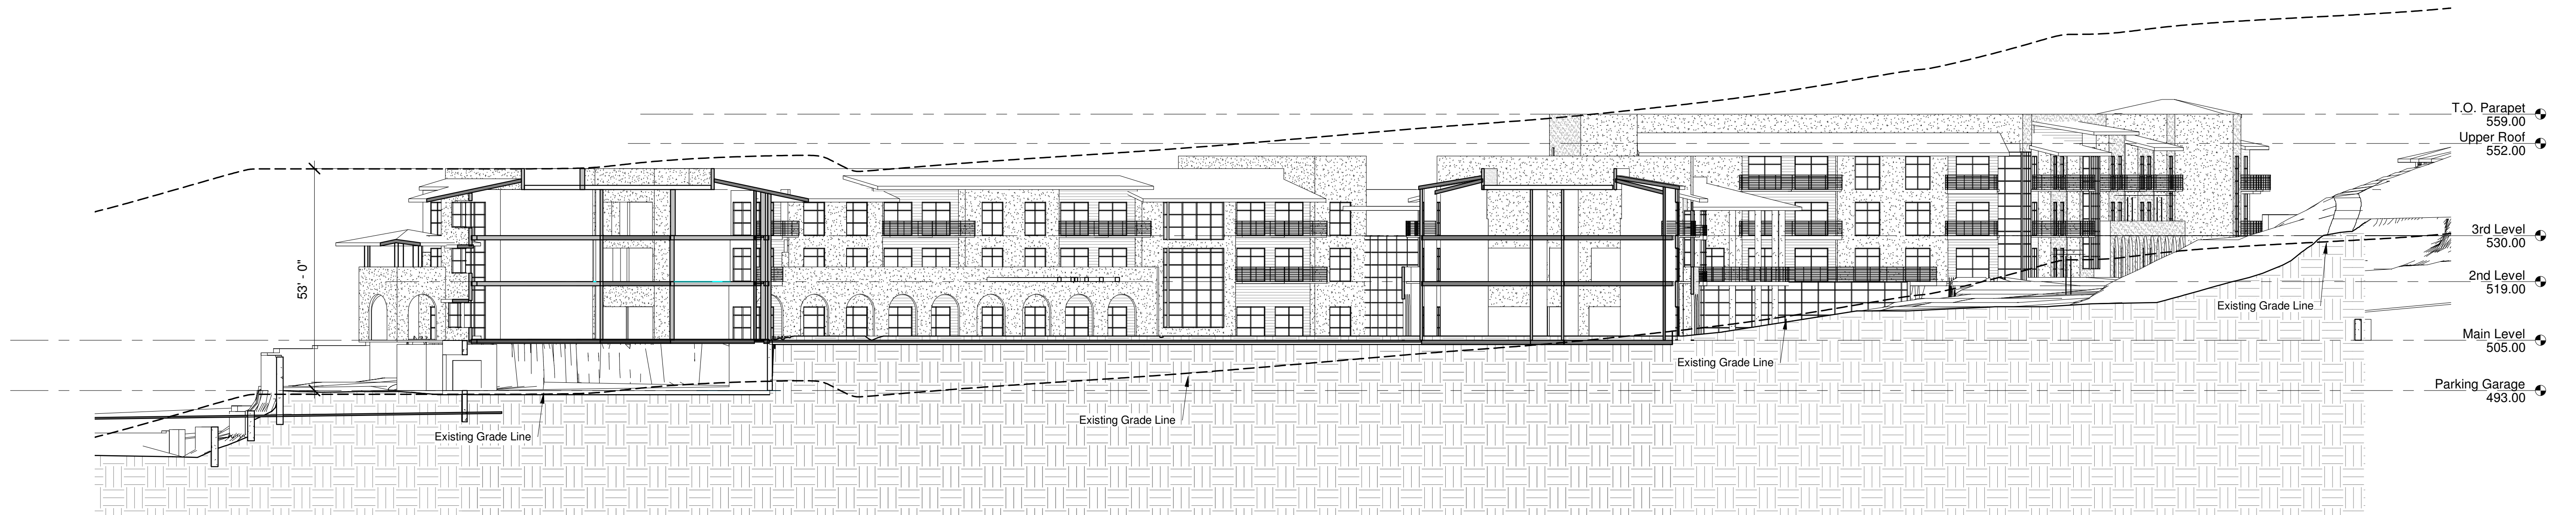 T.O. Parapet
559.00
Upper Roof
552.00
3rd Level
530.00
2nd Level
519.00
Main Level
505.00
Parking Garage
493.00
53' - 0"
Existing Grade Line
Existing Grade Line
Existing Grade Line
Existing Grade Line